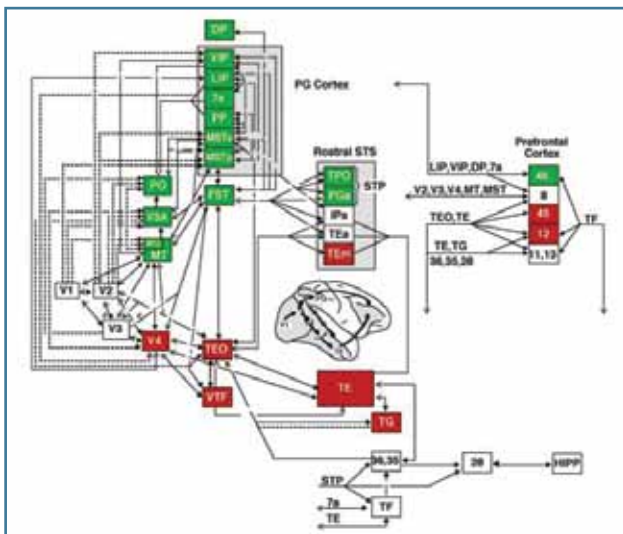 DP
VIP
LIP
7a
PP
PG Cortex
MSTs
MSTp
Rostral STS
Prefrontal
Cortex
LIP,VIP,DP,7a
TPO
PGa
STP
46
PO
FST
V2,V3,V4,MT,MST
8
V3A
IPa
TEO,TE
45
TF
TEa
12
MT
TEm
TE,TG
11,13
36,35,28
V1
V2
V3
V4
TEO
VTF
TE
TG
36,35
28
HIPP
STP
7a
TF
TE